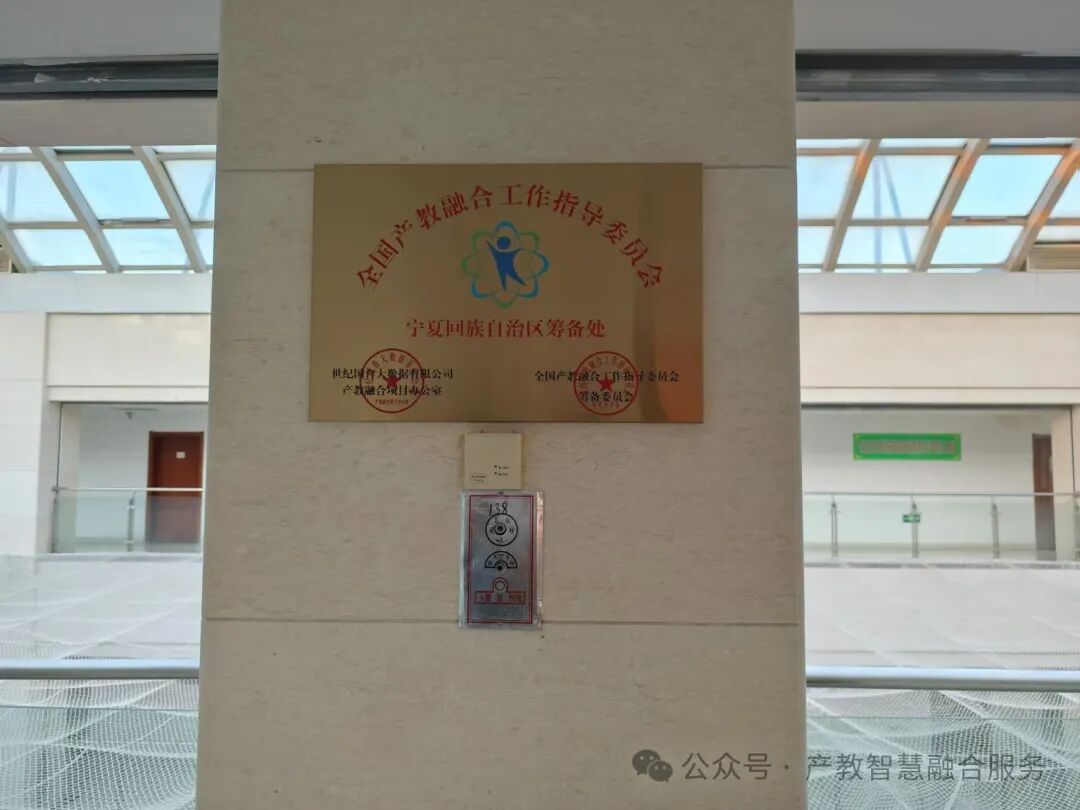 全国产教融合工作指导委员会
宁夏回族自治区筹备处
世纪国育大数据有限公司
产教融合项目办公室
全国产教融合工作指导委员会
筹备委员会
138
公众号 · 产教智慧融合服务